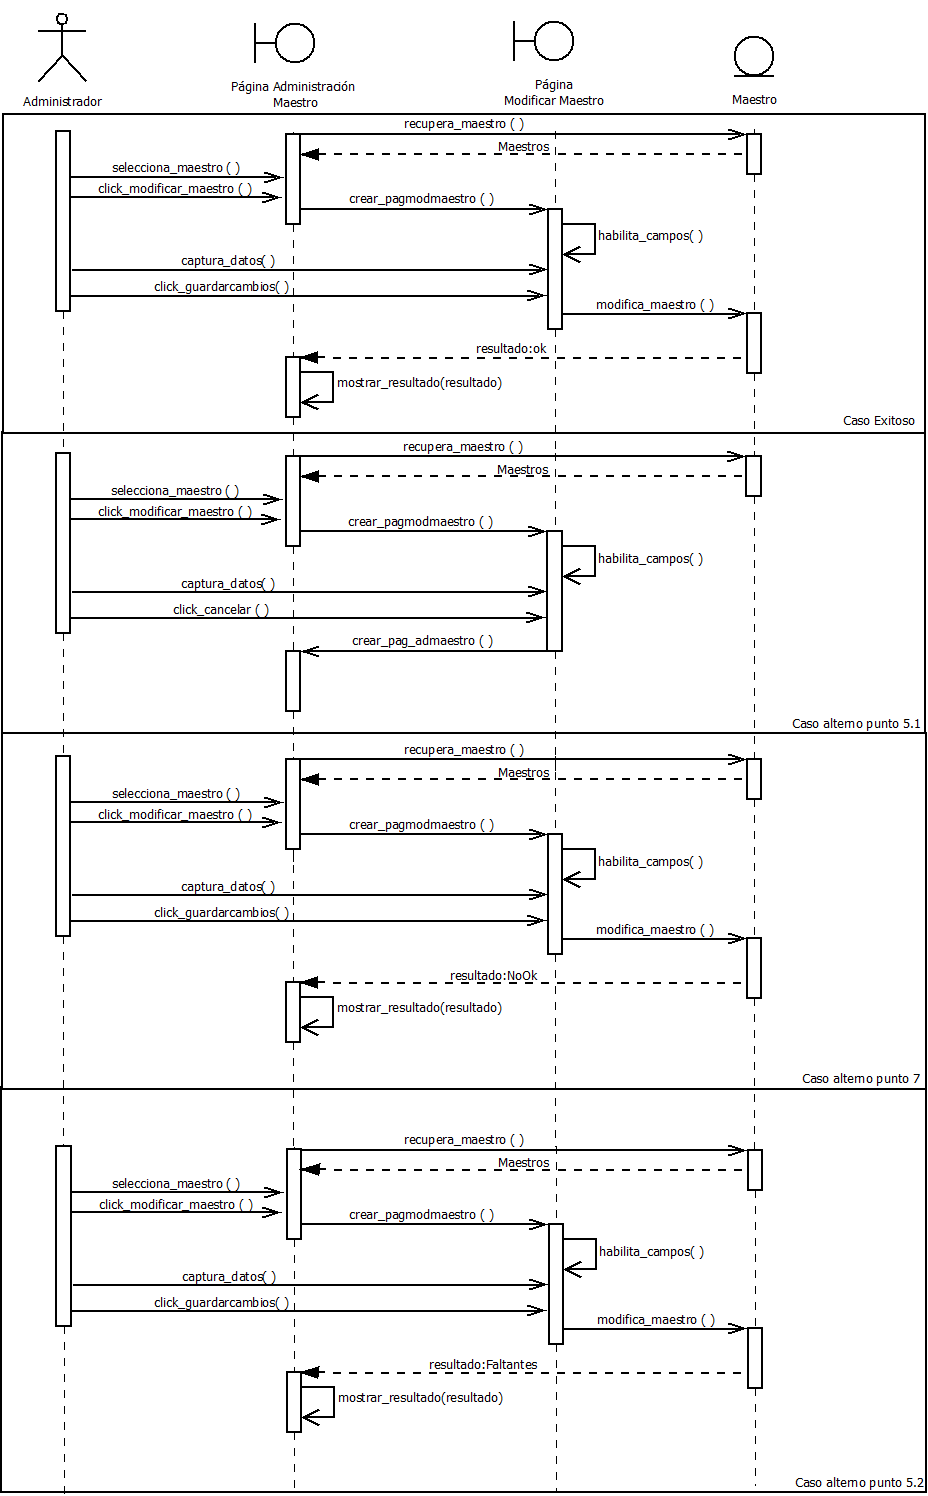 Administrador
Página Administración
Maestro
Página
Modificar Maestro
Maestro
recupera_maestro ( )
Maestros
selecciona_maestro ( )
click_modificar_maestro ( )
crear_pagmodmaestro ( )
habilita_campos( )
captura_datos( )
click_guardarcambios( )
modifica_maestro ( )
resultado:ok
mostrar_resultado(resultado)
Caso Exitoso
recupera_maestro ( )
Maestros
selecciona_maestro ( )
click_modificar_maestro ( )
crear_pagmodmaestro ( )
habilita_campos( )
captura_datos( )
click_cancelar ( )
crear_pag_admaestro ( )
Caso alterno punto 5.1
recupera_maestro ( )
Maestros
selecciona_maestro ( )
click_modificar_maestro ( )
crear_pagmodmaestro ( )
habilita_campos( )
captura_datos( )
click_guardarcambios( )
modifica_maestro ( )
resultado:NoOk
mostrar_resultado(resultado)
Caso alterno punto 7
recupera_maestro ( )
Maestros
selecciona_maestro ( )
click_modificar_maestro ( )
crear_pagmodmaestro ( )
habilita_campos( )
captura_datos( )
click_guardarcambios( )
modifica_maestro ( )
resultado:Faltantes
mostrar_resultado(resultado)
Caso alterno punto 5.2